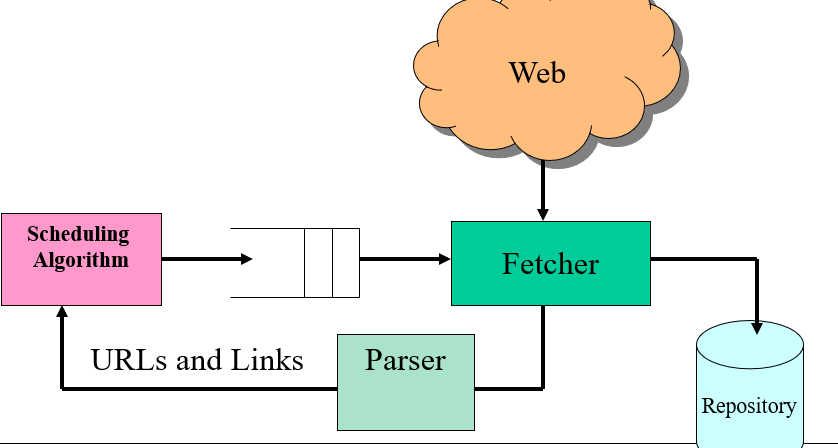 Web
Scheduling
Algorithm
Fetcher
URLs and Links
Parser
Repository